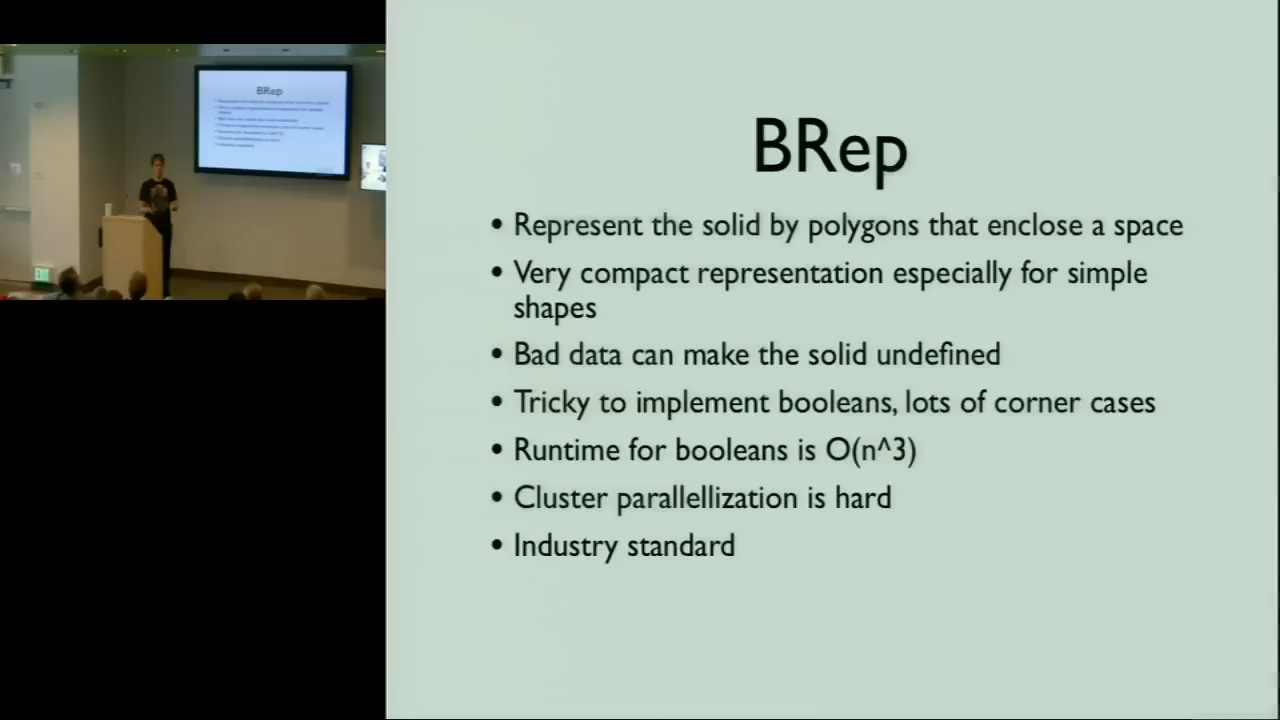 BRep
• Represent the solid by polygons that enclose a space
• Very compact representation especially for simple
shapes
• Bad data can make the solid undefined
• Tricky to implement booleans, lots of corner cases
• Runtime for booleans is O(n^3)
• Cluster parallellization is hard
• Industry standard
BRep